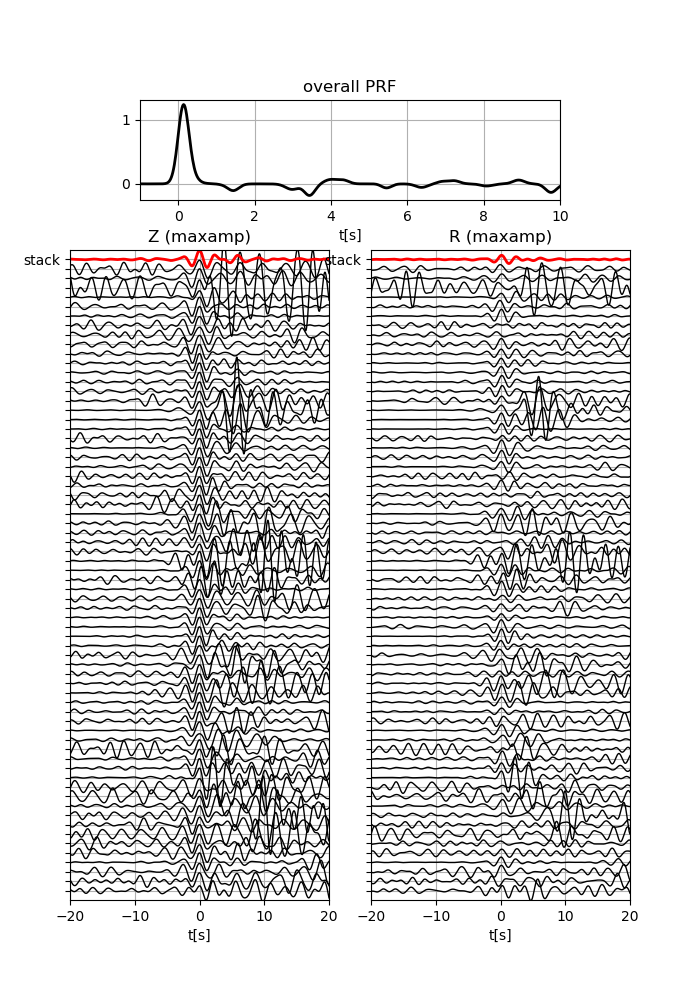 overall PRF
1
0
0 2 4 6 8 10
t[s]
Z (maxamp) R (maxamp)
stack stack
−20 −10 0 10 20 −20 −10 0 10 20
t[s] t[s]